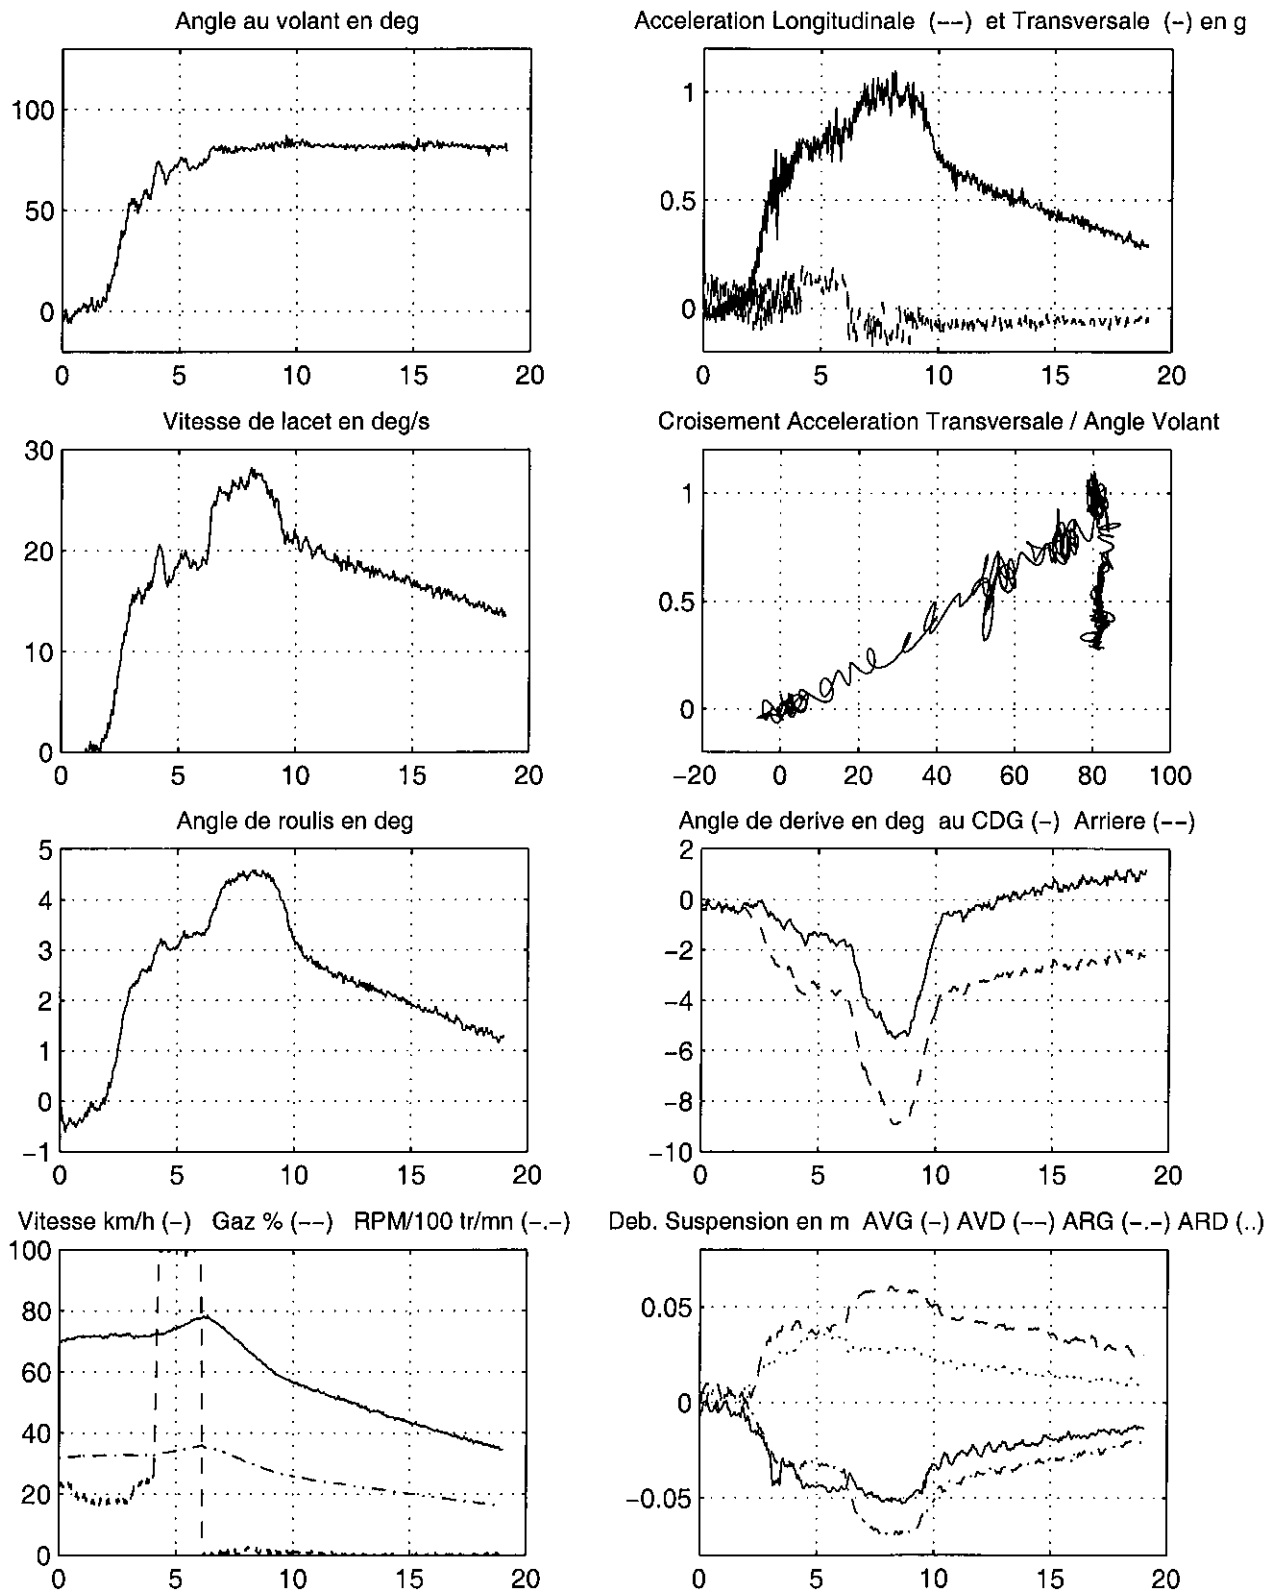 Angle au volant en deg
100
50
0
0 5 10 15 20
Acceleration Longitudinale (--) et Transversale (-) en g
1
0.5
0
0 5 10 15 20
Vitesse de lacet en deg/s
30
20
10
0
0 5 10 15 20
Croisement Acceleration Transversale / Angle Volant
1
0.5
0
-20 0 20 40 60 80 100
Angle de roulis en deg
5
4
3
2
1
0
-1
0 5 10 15 20
Angle de derive en deg au CDG (-) Arriere (--)
2
0
-2
-4
-6
-8
-10
0 5 10 15 20
Vitesse km/h (-) Gaz % (--) RPM/100 tr/mn (-.-)
100
80
60
40
20
0
0 5 10 15 20
Deb. Suspension en m AVG (-) AVD (--) ARG (-.-) ARD (..)
0.05
0
-0.05
0 5 10 15 20